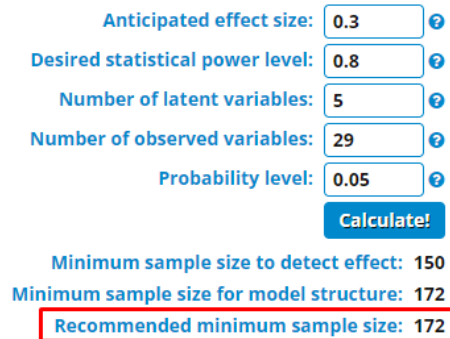 Anticipated effect size: 0.3 ?
Desired statistical power level: 0.8 ?
Number of latent variables: 5 ?
Number of observed variables: 29 ?
Probability level: 0.05 ?
Calculate!
Minimum sample size to detect effect: 150
Minimum sample size for model structure: 172
Recommended minimum sample size: 172